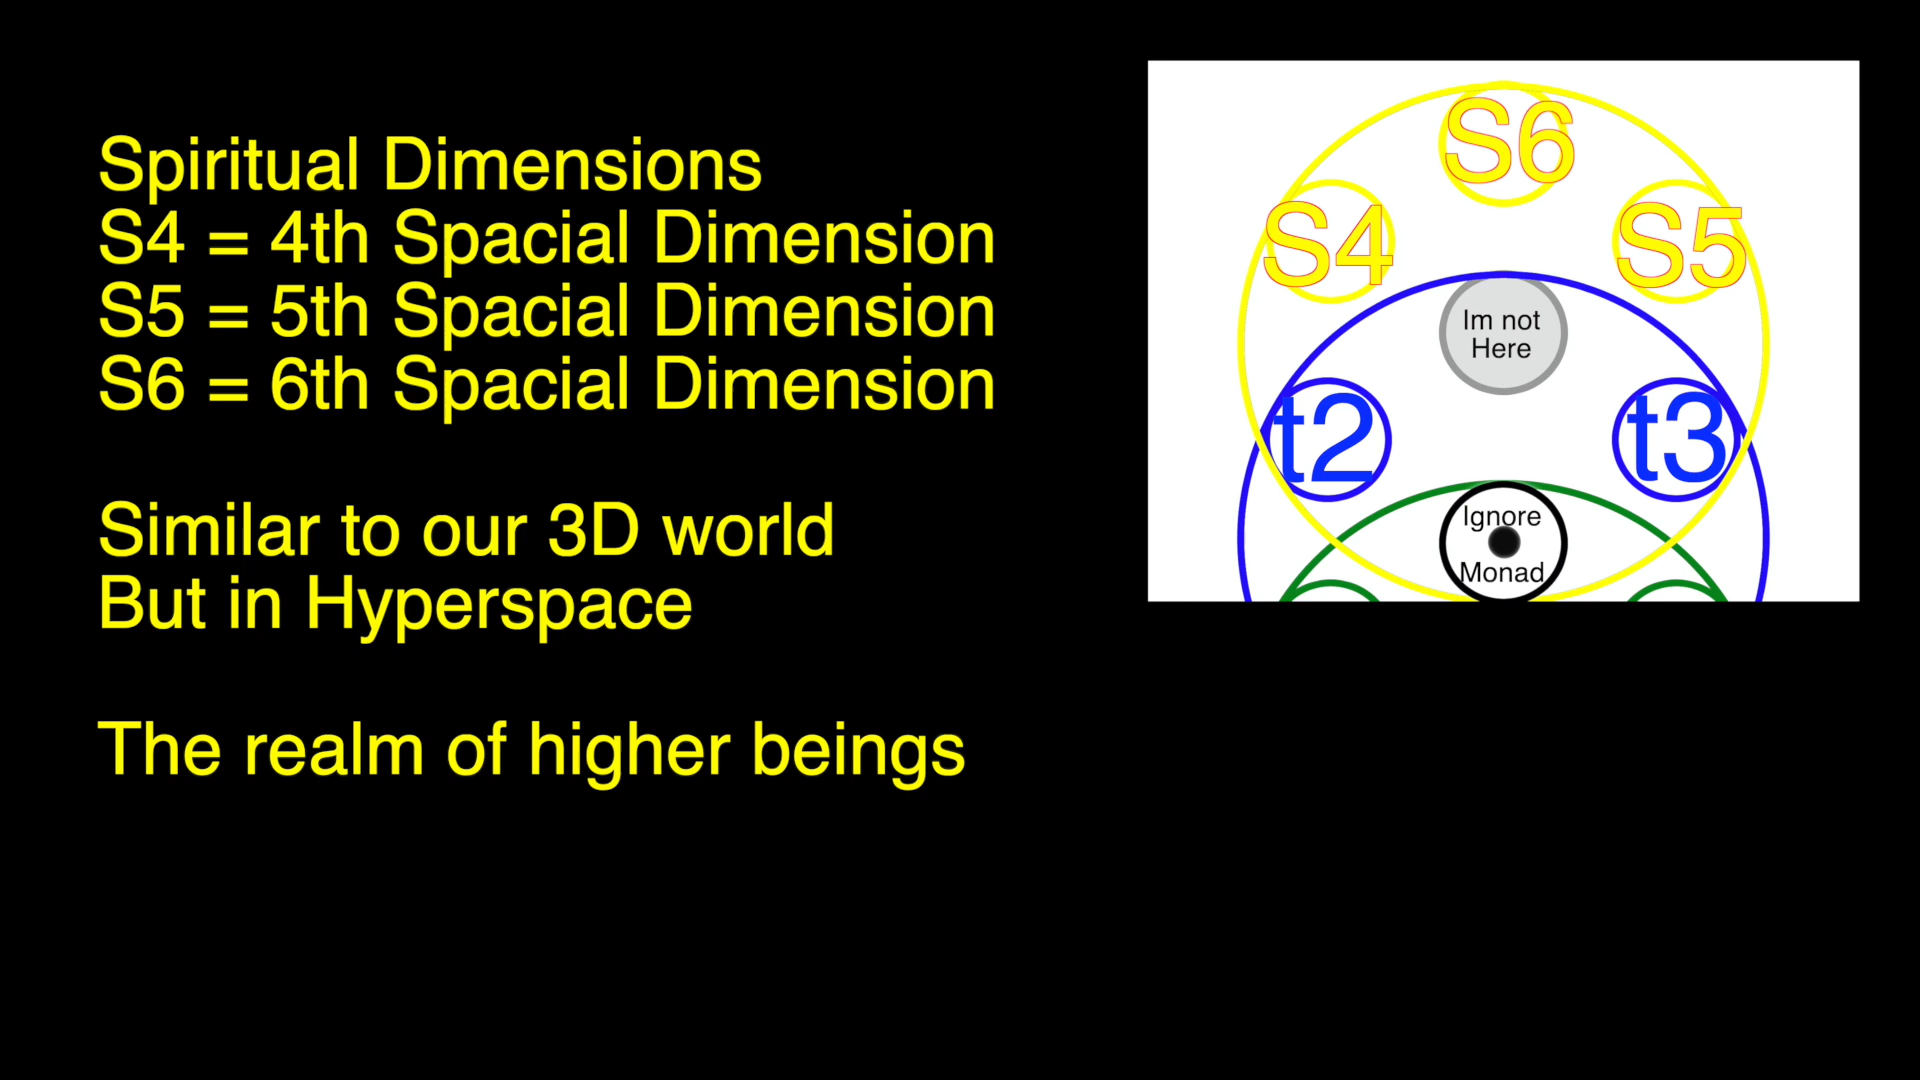 Spiritual Dimensions
S4 = 4th Spacial Dimension
S5 = 5th Spacial Dimension
S6 = 6th Spacial Dimension
Similar to our 3D world
But in Hyperspace
The realm of higher beings
S6
S4
S5
Im not
Here
t2
t3
Ignore
Monad